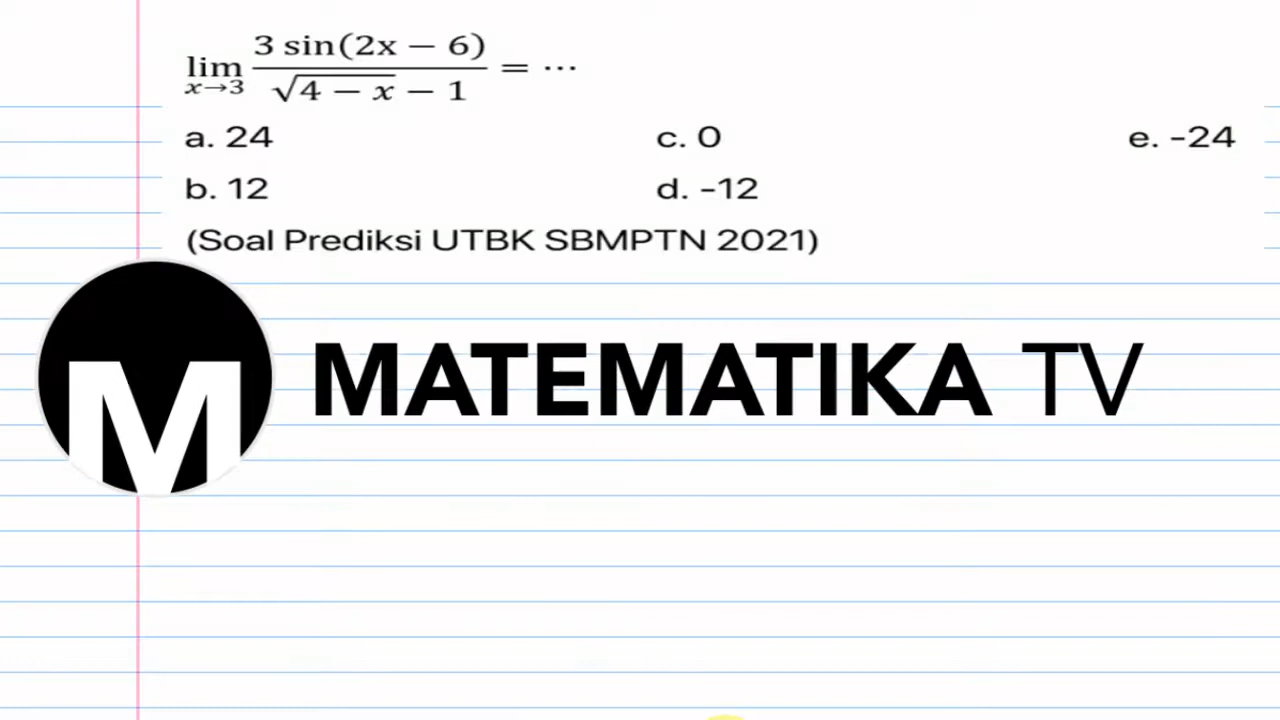 lim x→3 3 sin(2x − 6) / √4 − x − 1 = ⋯
a. 24 c. 0 e. -24
b. 12 d. -12
(Soal Prediksi UTBK SBMPTN 2021)
M MATEMATIKA TV